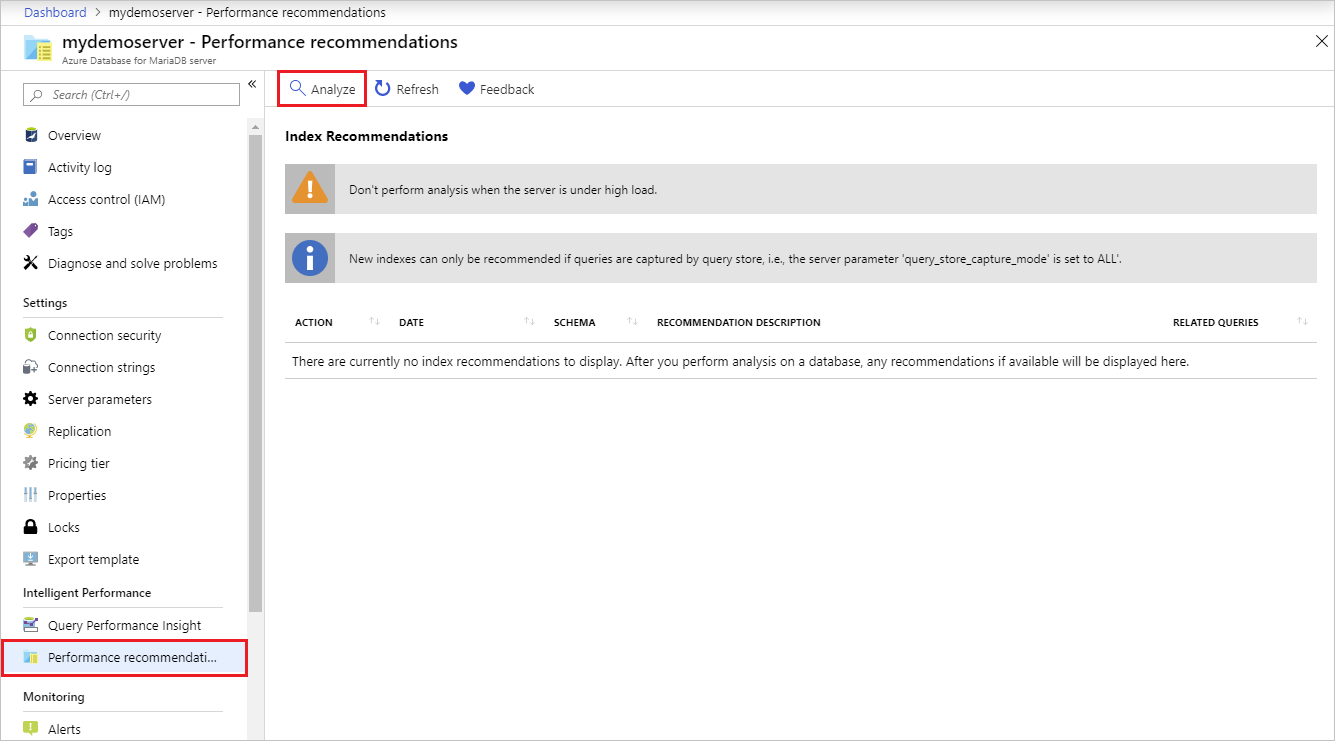 Dashboard > mydemoserver - Performance recommendations
mydemoserver - Performance recommendations
Azure Database for MariaDB server
Search (Ctrl+/)
«
Overview
Activity log
Access control (IAM)
Tags
Diagnose and solve problems
Settings
Connection security
Connection strings
Server parameters
Replication
Pricing tier
Properties
Locks
Export template
Intelligent Performance
Query Performance Insight
Performance recommendati...
Monitoring
Alerts
Analyze Refresh Feedback
Index Recommendations
Don't perform analysis when the server is under high load.
New indexes can only be recommended if queries are captured by query store, i.e., the server parameter 'query_store_capture_mode' is set to ALL'.
ACTION DATE SCHEMA RECOMMENDATION DESCRIPTION RELATED QUERIES
There are currently no index recommendations to display. After you perform analysis on a database, any recommendations if available will be displayed here.